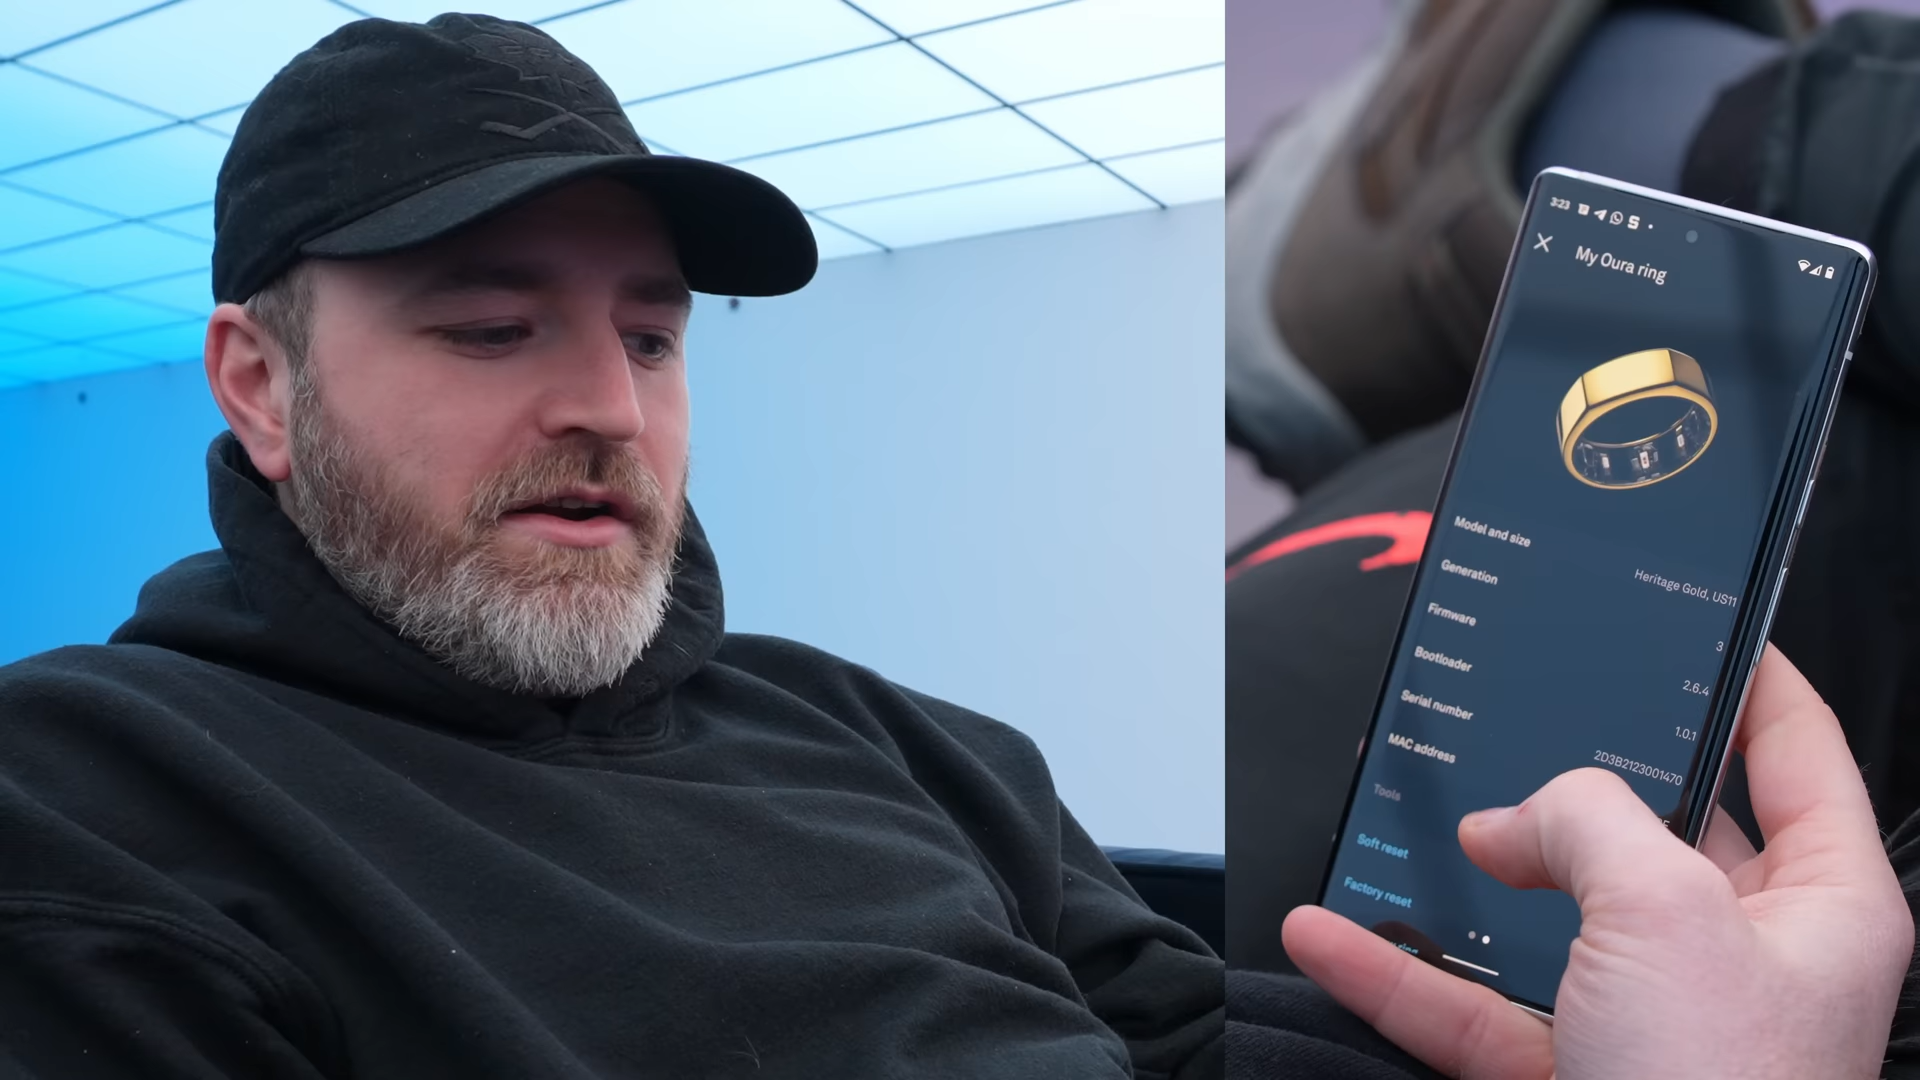 3:23
My Oura ring
Model and size
Heritage Gold, US11
Generation
3
Firmware
2.6.4
Bootloader
1.0.1
Serial number
2D3B2123001470
MAC address
Tools
Soft reset
Factory reset
ring